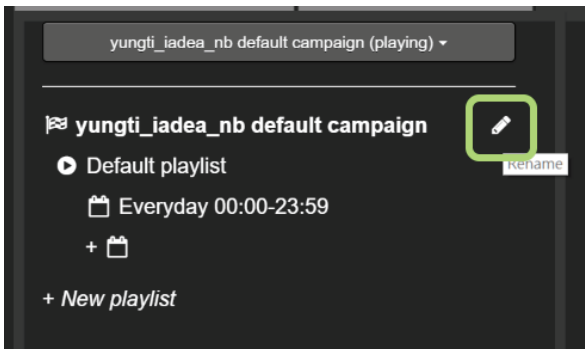 yungti_iadea_nb default campaign (playing)
yungti_iadea_nb default campaign
Rename
Default playlist
Everyday 00:00-23:59
+
+ New playlist